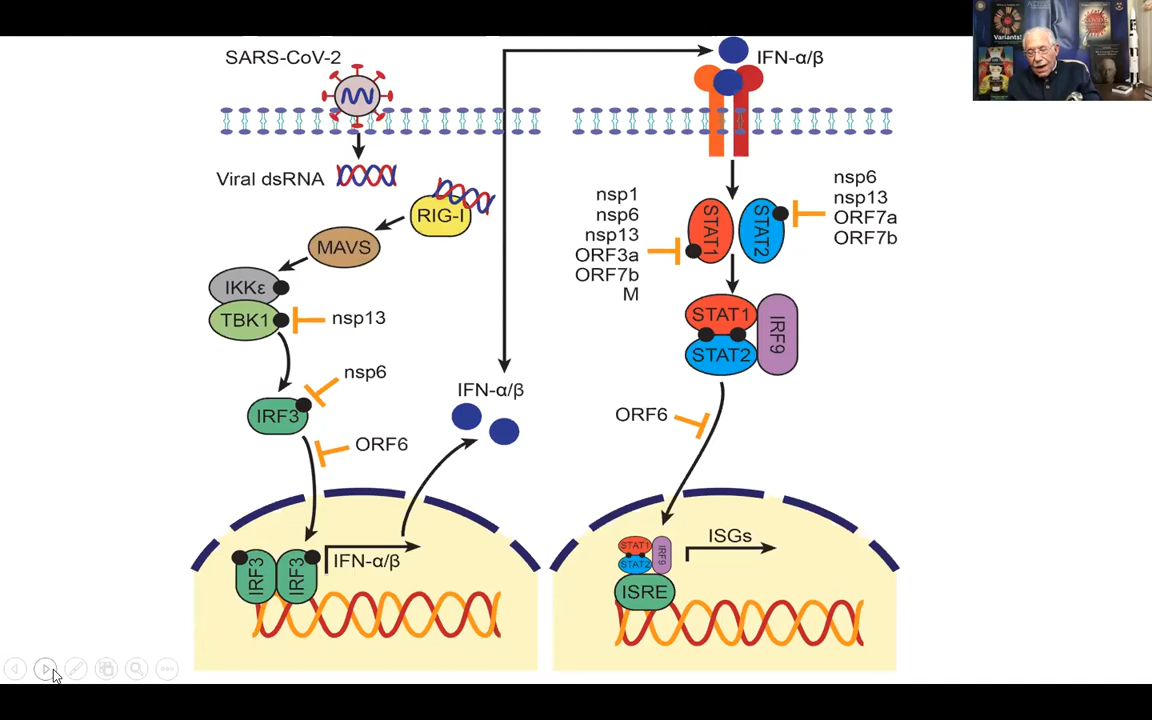 SARS-CoV-2
Viral dsRNA
RIG-I
MAVS
IKKε
TBK1
nsp13
nsp6
IRF3
ORF6
IFN-α/β
IRF3
IRF3
IFN-α/β
IFN-α/β
nsp1
nsp6
nsp13
ORF3a
ORF7b
M
STAT1
STAT2
nsp6
nsp13
ORF7a
ORF7b
STAT1
STAT2
IRF9
ORF6
STAT1
STAT2
IRF9
ISRE
ISGs
Variants!